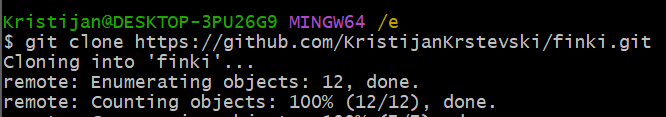 Kristijan@DESKTOP-3PU26G9 MINGW64 /e
$ git clone https://github.com/KristijanKrstevski/finki.git
Cloning into 'finki'...
remote: Enumerating objects: 12, done.
remote: Counting objects: 100% (12/12), done.